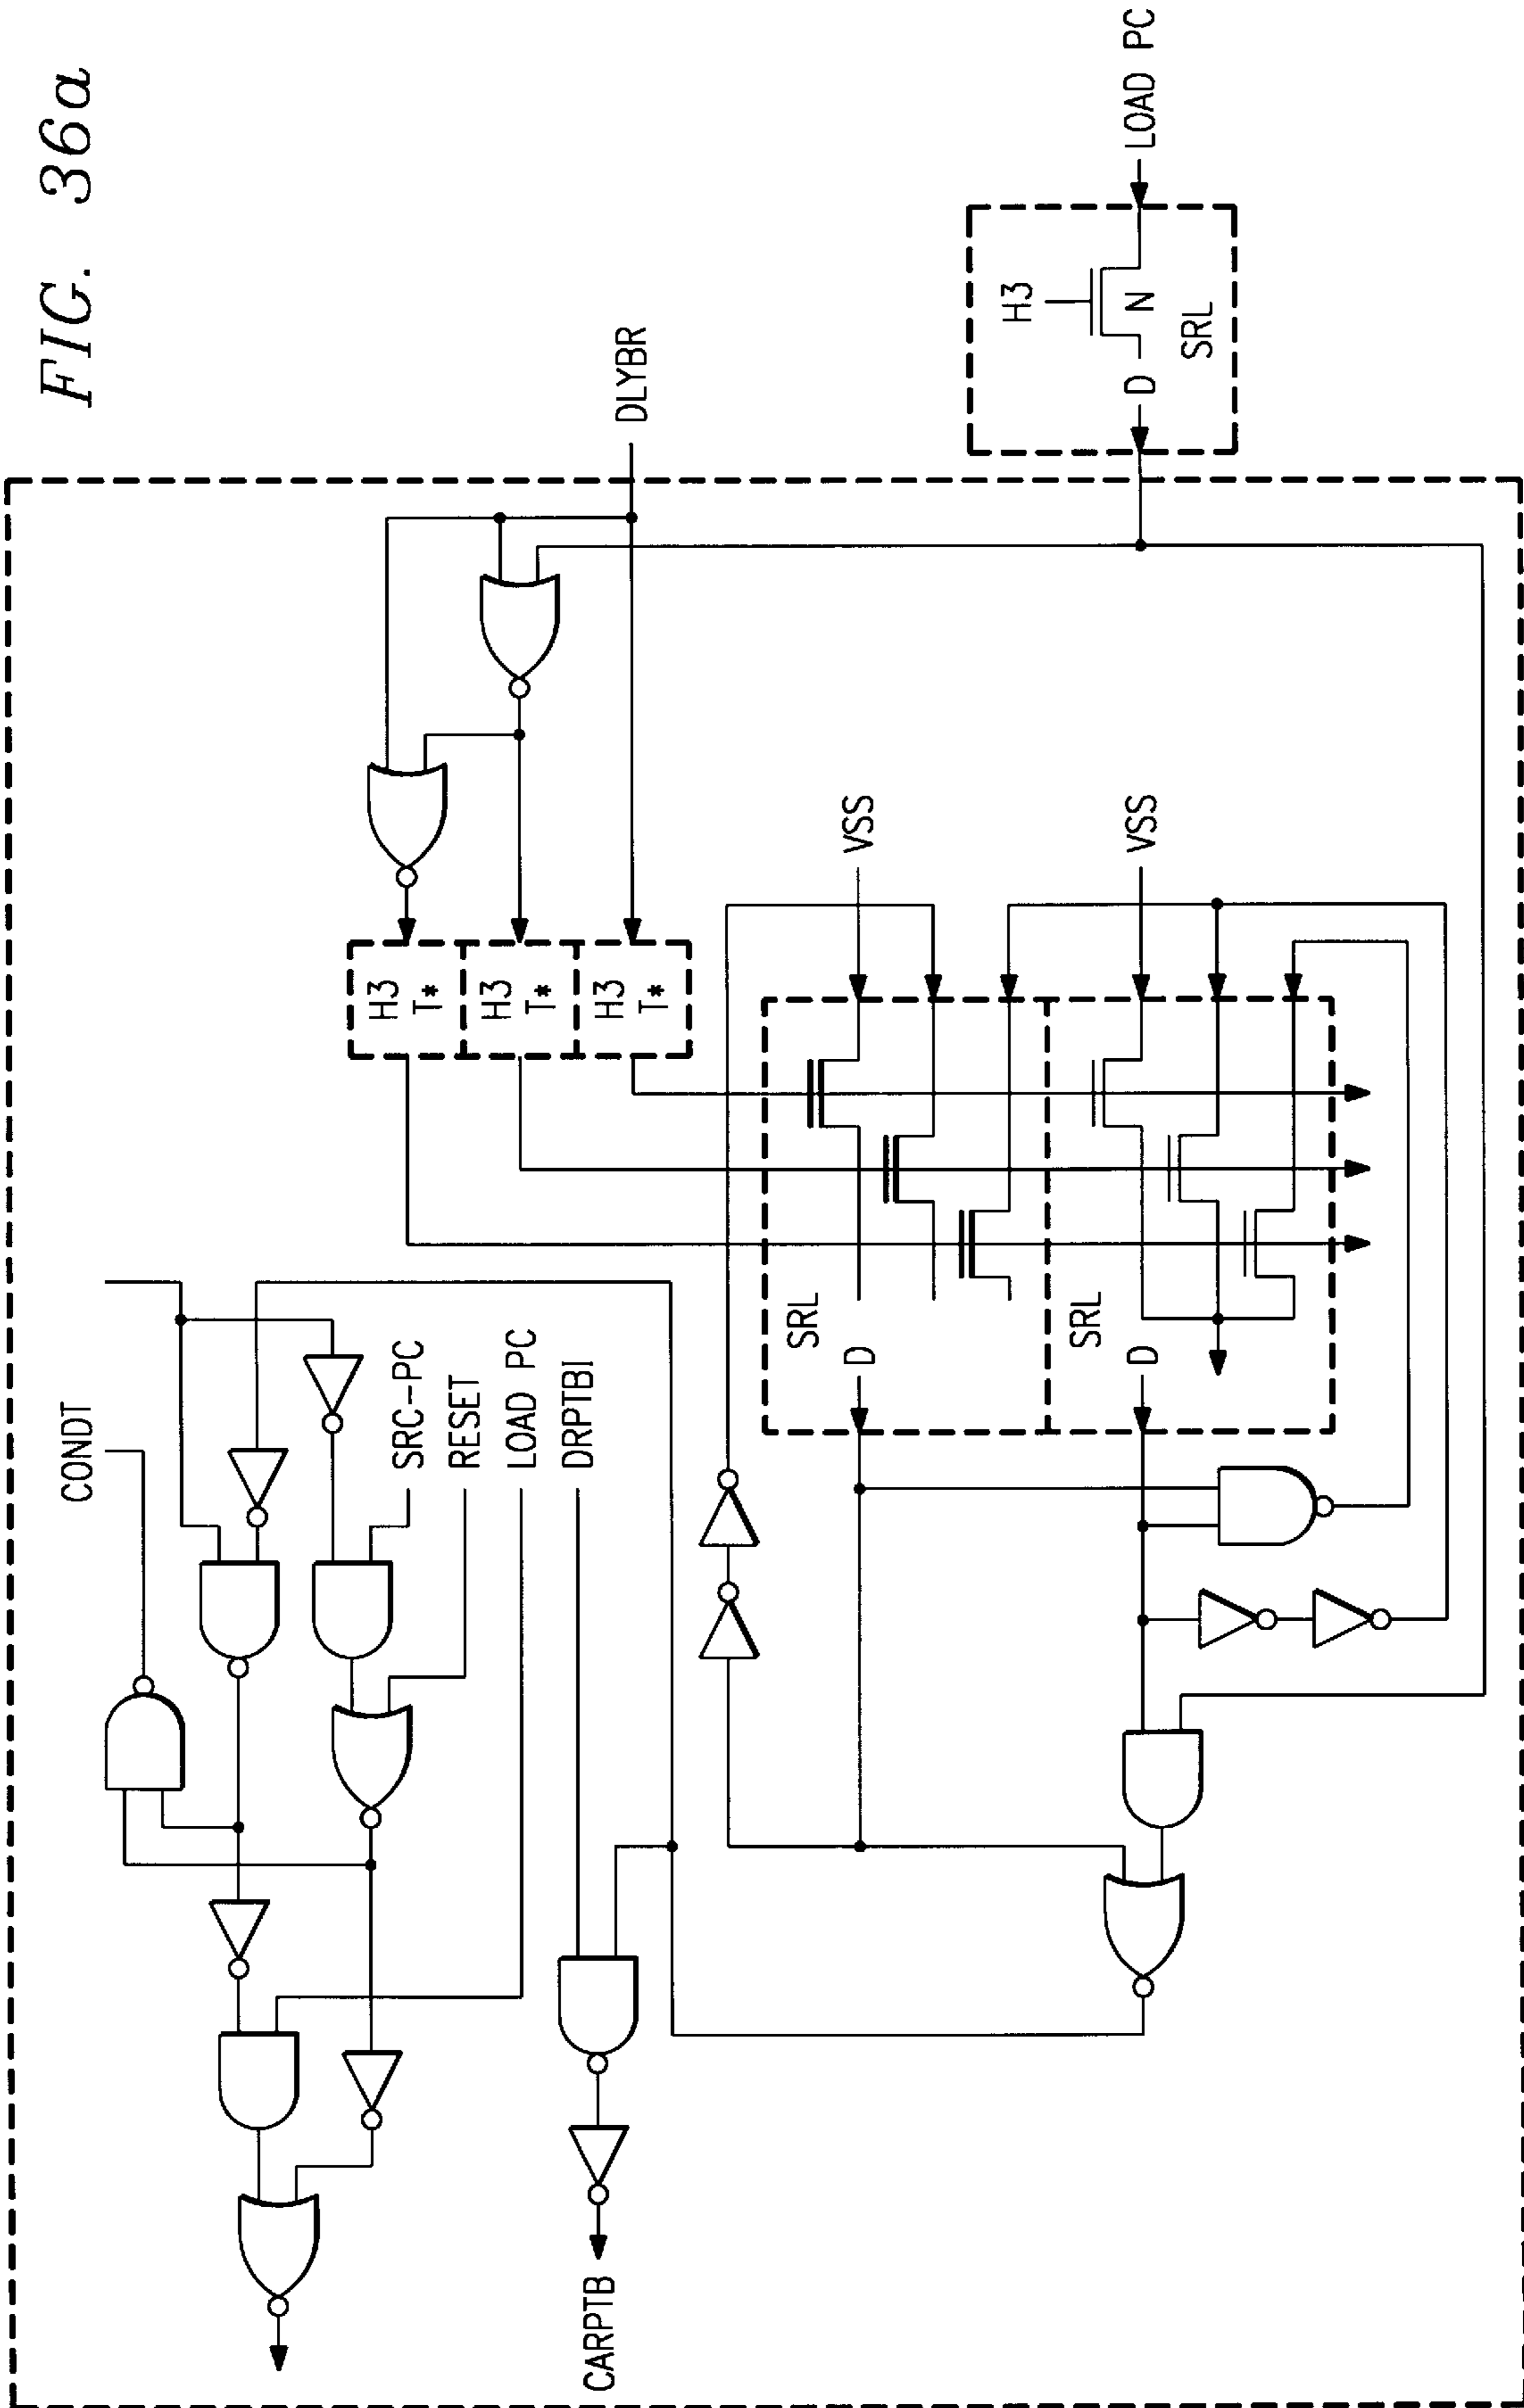 FIG. 36a
CONDT
SRC-PC
RESET
LOAD PC
DRPTBI
CARPTB
H3
T*
H3
T*
H3
T*
DLYBR
VSS
SRL
D
VSS
SRL
D
H3
N
D
SRL
LOAD PC